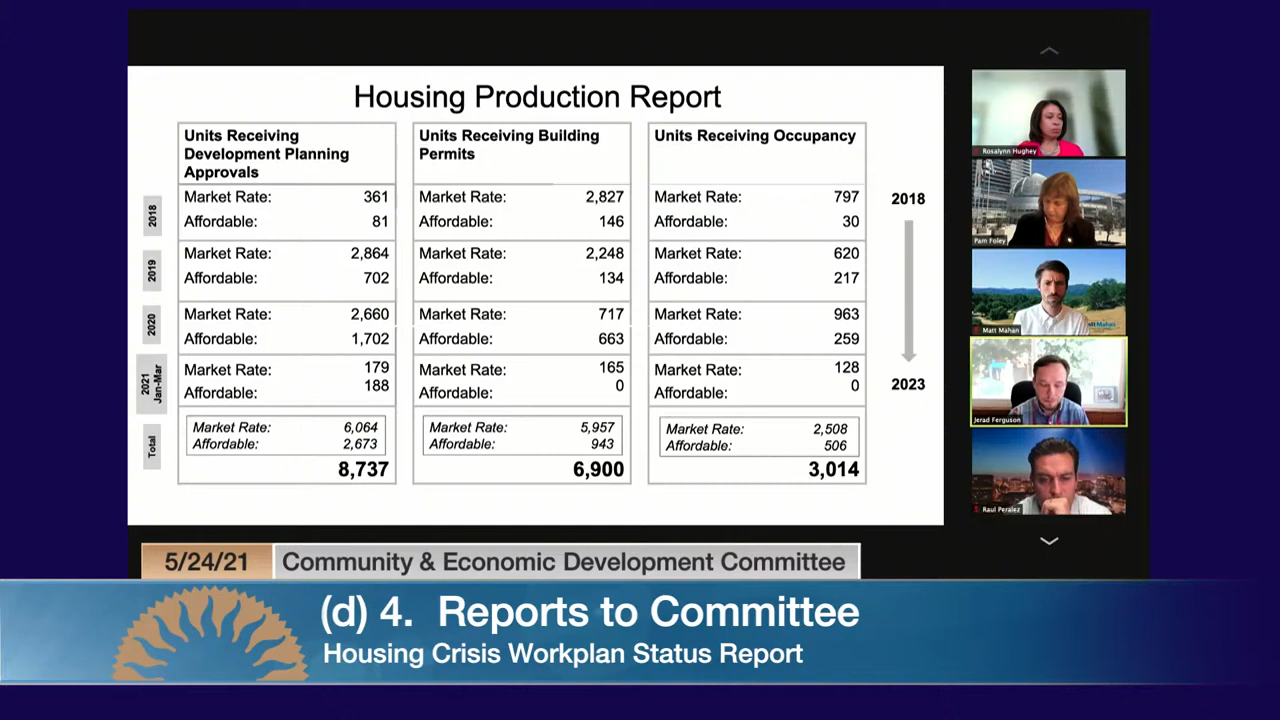 Housing Production Report
Units Receiving
Development Planning
Approvals
Units Receiving Building
Permits
Units Receiving Occupancy
2018
Market Rate: 361
Affordable: 81
Market Rate: 2,827
Affordable: 146
Market Rate: 797
Affordable: 30
2018
2019
Market Rate: 2,864
Affordable: 702
Market Rate: 2,248
Affordable: 134
Market Rate: 620
Affordable: 217
2020
Market Rate: 2,660
Affordable: 1,702
Market Rate: 717
Affordable: 663
Market Rate: 963
Affordable: 259
2021
Jan-Mar
Market Rate: 179
Affordable: 188
Market Rate: 165
Affordable: 0
Market Rate: 128
Affordable: 0
2023
Total
Market Rate: 6,064
Affordable: 2,673
8,737
Market Rate: 5,957
Affordable: 943
6,900
Market Rate: 2,508
Affordable: 506
3,014
Rosalynn Hughey
Pam Foley
Matt Mahan
Mahan
Jerad Ferguson
Raul Peralez
5/24/21
Community & Economic Development Committee
(d) 4. Reports to Committee
Housing Crisis Workplan Status Report